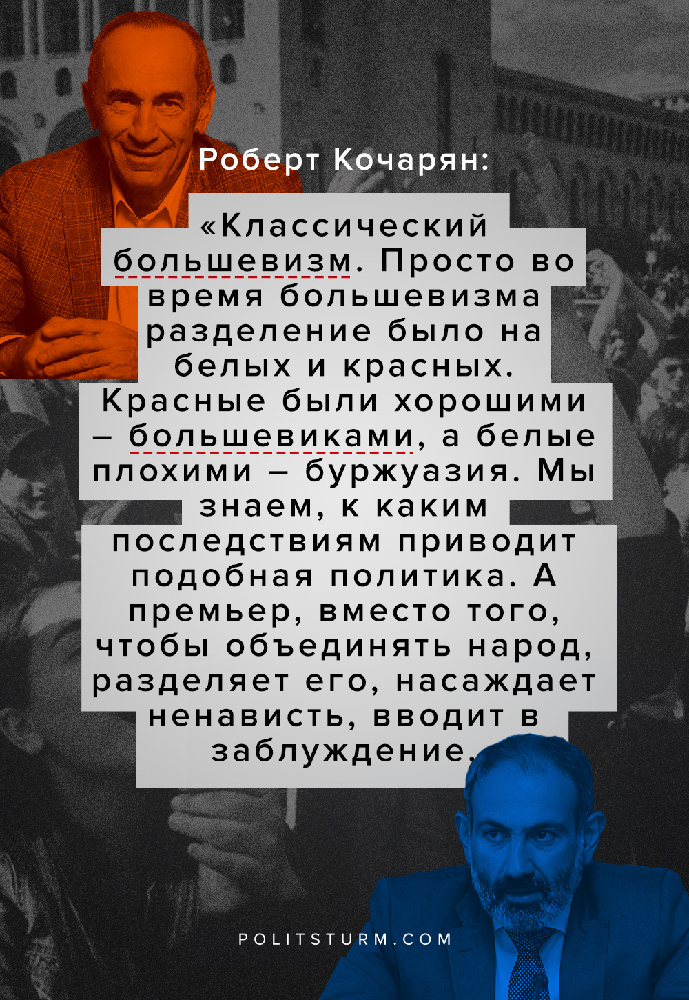 Роберт Кочарян:
«Классический
большевизм. Просто во
время большевизма
разделение было на
белых и красных.
Красные были хорошими
– большевиками, а белые
плохими – буржуазия. Мы
знаем, к каким
последствиям приводит
подобная политика. А
премьер, вместо того,
чтобы объединять народ,
разделяет его, насаждает
ненависть, вводит в
заблуждение.
POLITSTURM.COM